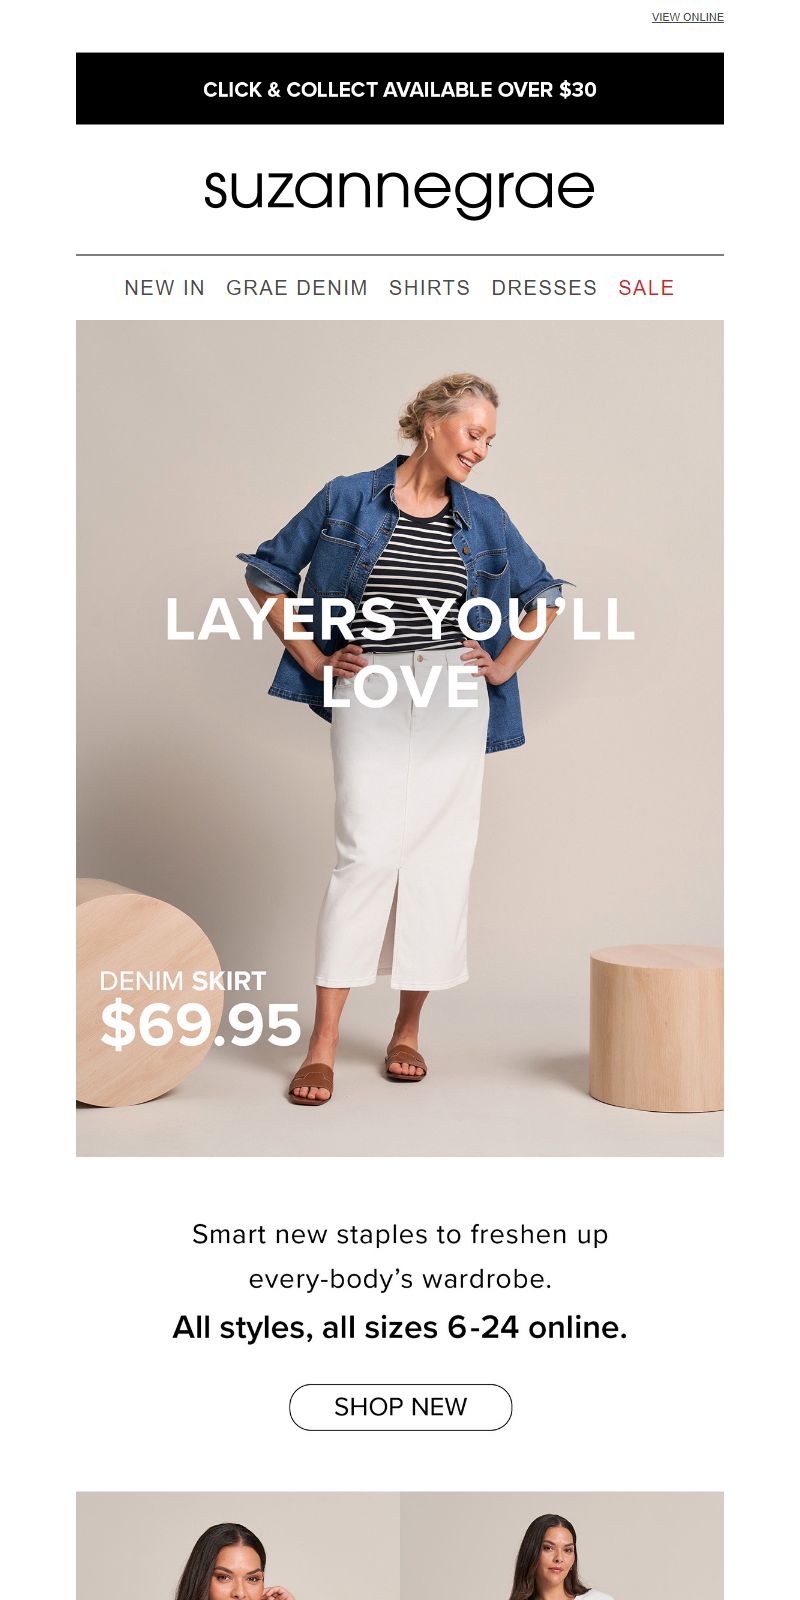 VIEW ONLINE
CLICK & COLLECT AVAILABLE OVER $30
suzannegrae
NEW IN GRAE DENIM SHIRTS DRESSES SALE
LAYERS YOU’LL
LOVE
DENIM SKIRT
$69.95
Smart new staples to freshen up
every-body’s wardrobe.
All styles, all sizes 6-24 online.
SHOP NEW